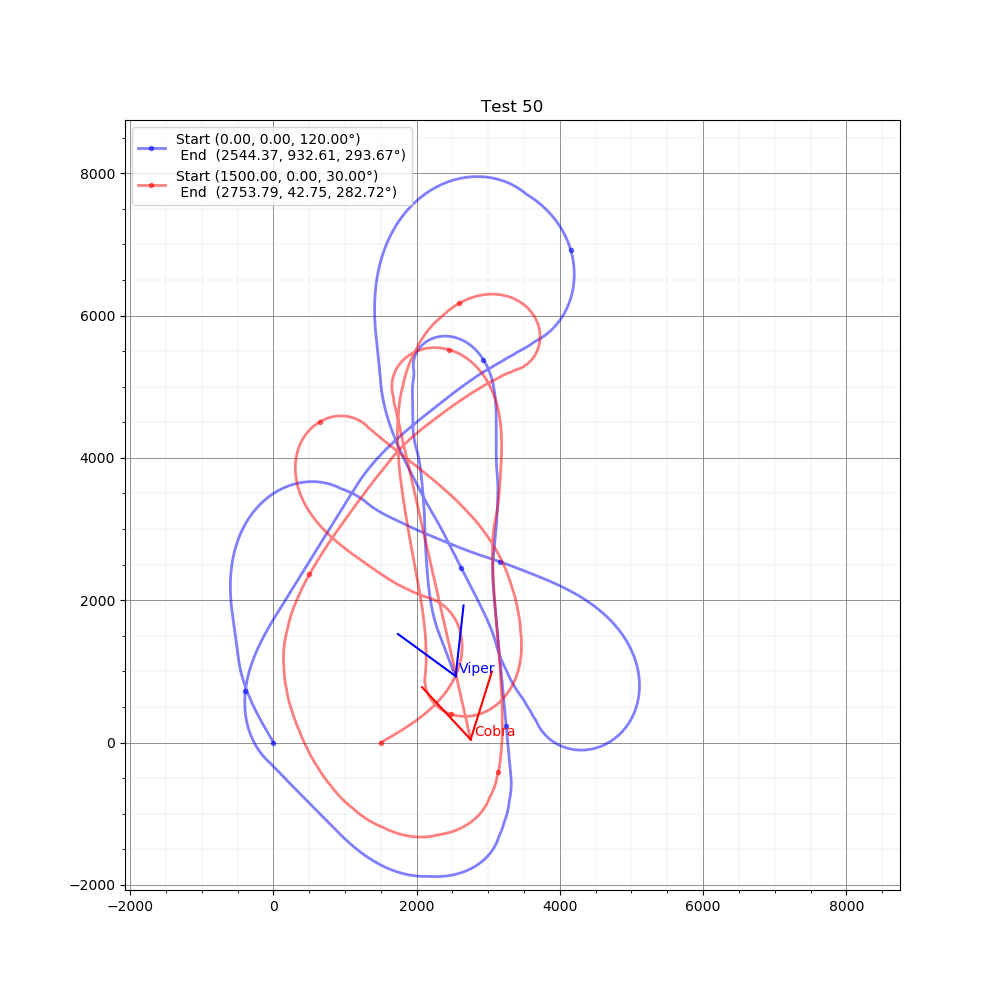 Test 50
Start (0.00, 0.00, 120.00°)
End (2544.37, 932.61, 293.67°)
Start (1500.00, 0.00, 30.00°)
End (2753.79, 42.75, 282.72°)
8000
6000
4000
2000
0
−2000
Viper
Cobra
−2000 0 2000 4000 6000 8000